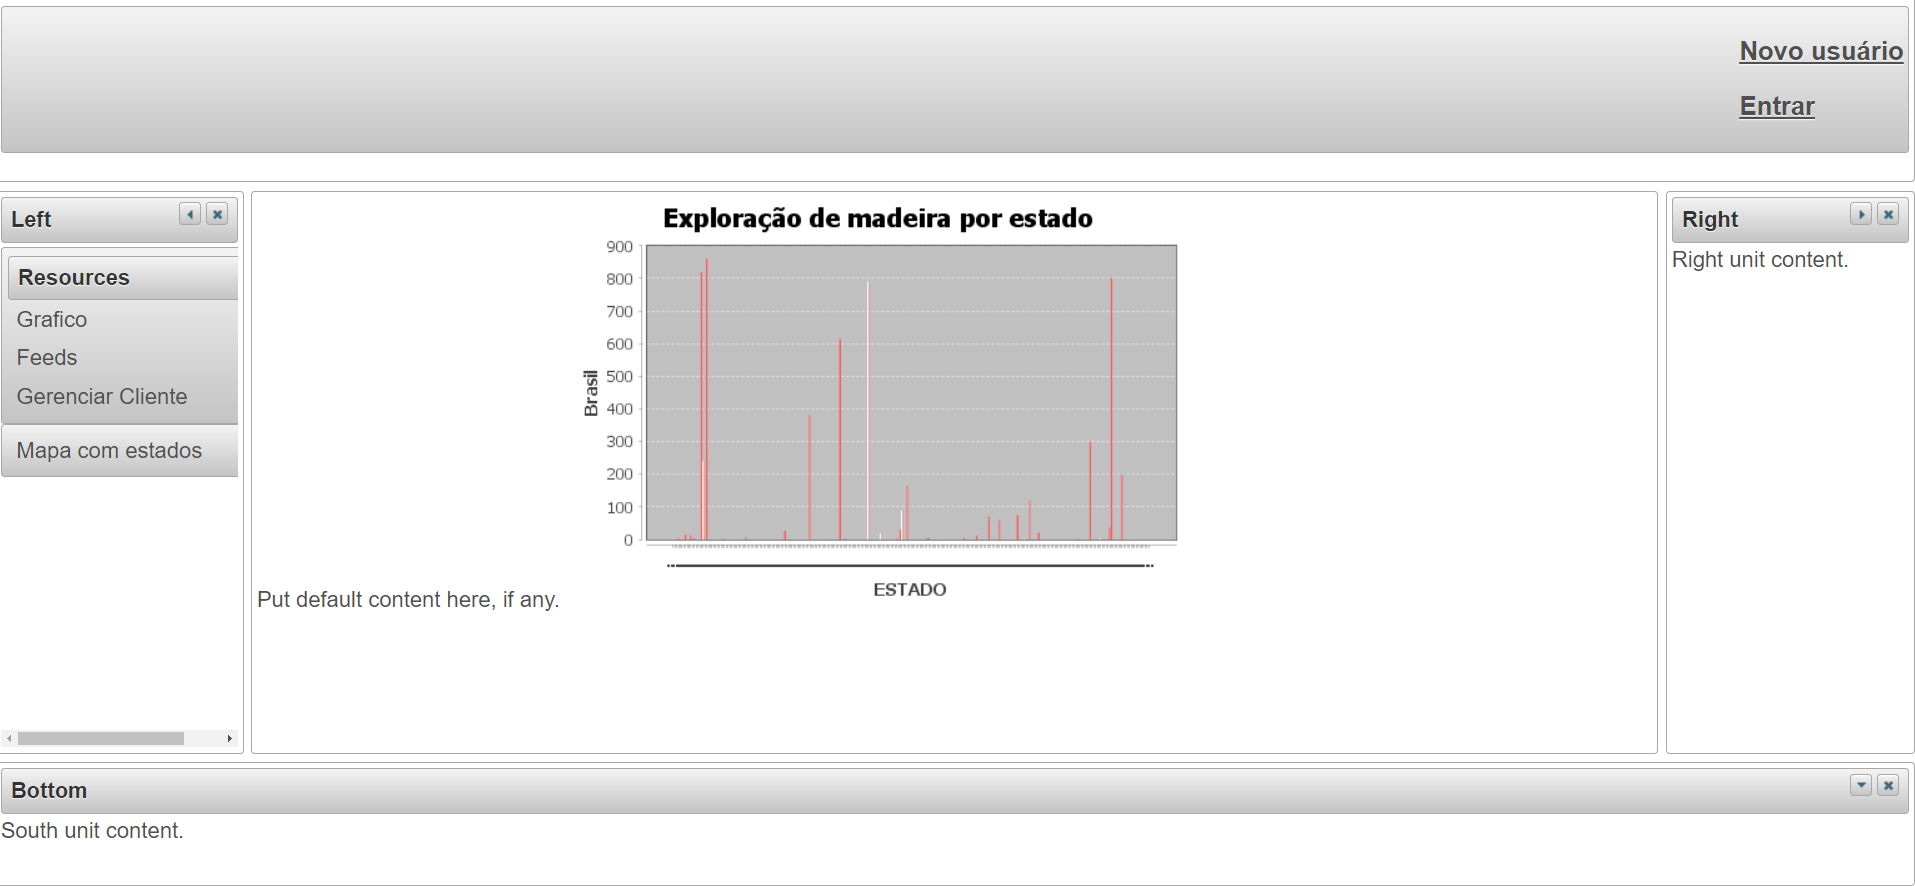 Novo usuário
Entrar
Left
Resources
Grafico
Feeds
Gerenciar Cliente
Mapa com estados
Exploração de madeira por estado
900
800
700
600
500
400
300
200
100
0
Brasil
ESTADO
Put default content here, if any.
Right
Right unit content.
Bottom
South unit content.